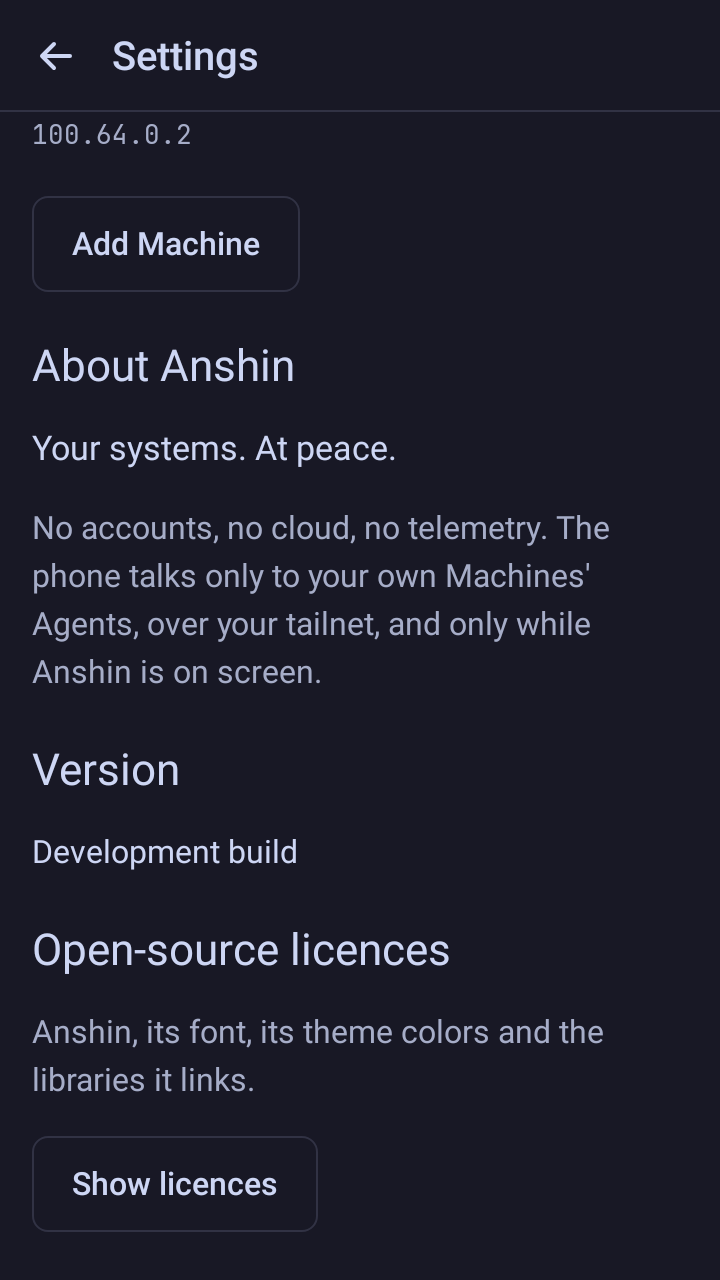 Settings
100.64.0.2
Add Machine
About Anshin
Your systems. At peace.
No accounts, no cloud, no telemetry. The
phone talks only to your own Machines'
Agents, over your tailnet, and only while
Anshin is on screen.
Version
Development build
Open-source licences
Anshin, its font, its theme colors and the
libraries it links.
Show licences